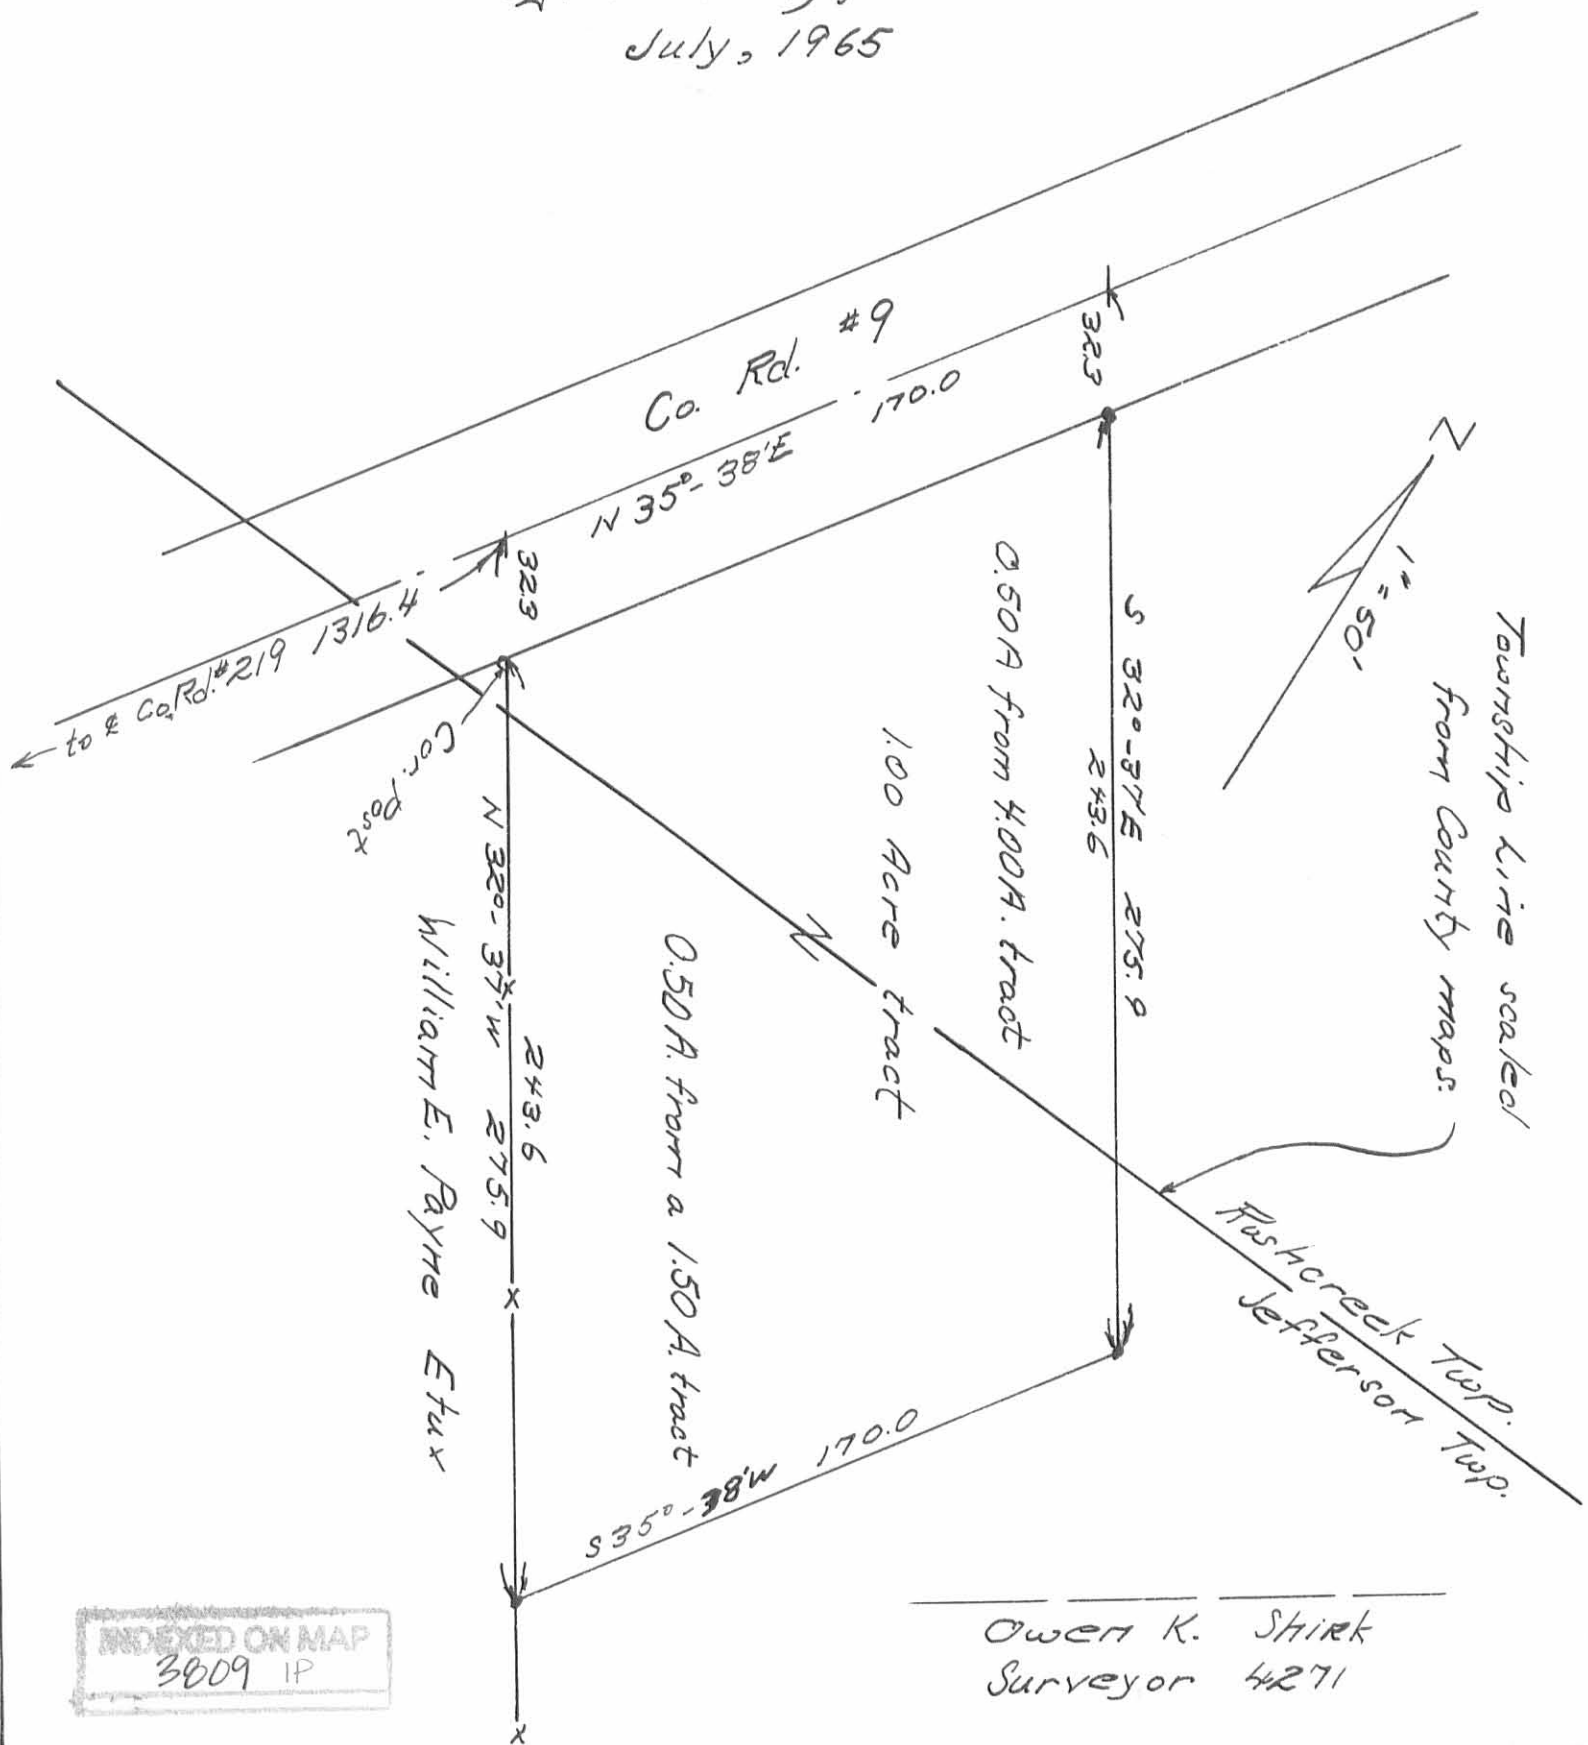 July, 1965
Co. Rd. #9
N 35°-38'E 170.0
32.3
32.3
to ℄ Co. Rd. #219 1316.4
Cor. Post
N
1" = 50'
Township Line scaled
from County maps.
S 32°-37'E 275.9
243.6
0.50A from 4.00A. tract
1.00 Acre tract
0.50A. from a 1.50A. tract
243.6
N 32°-37'W 275.9
William E. Payne Etux
Rushcreek Twp.
Jefferson Twp.
S 35°-38'W 170.0
x
x
x
INDEXED ON MAP
3809 IP
Owen K. Shirk
Surveyor 4271